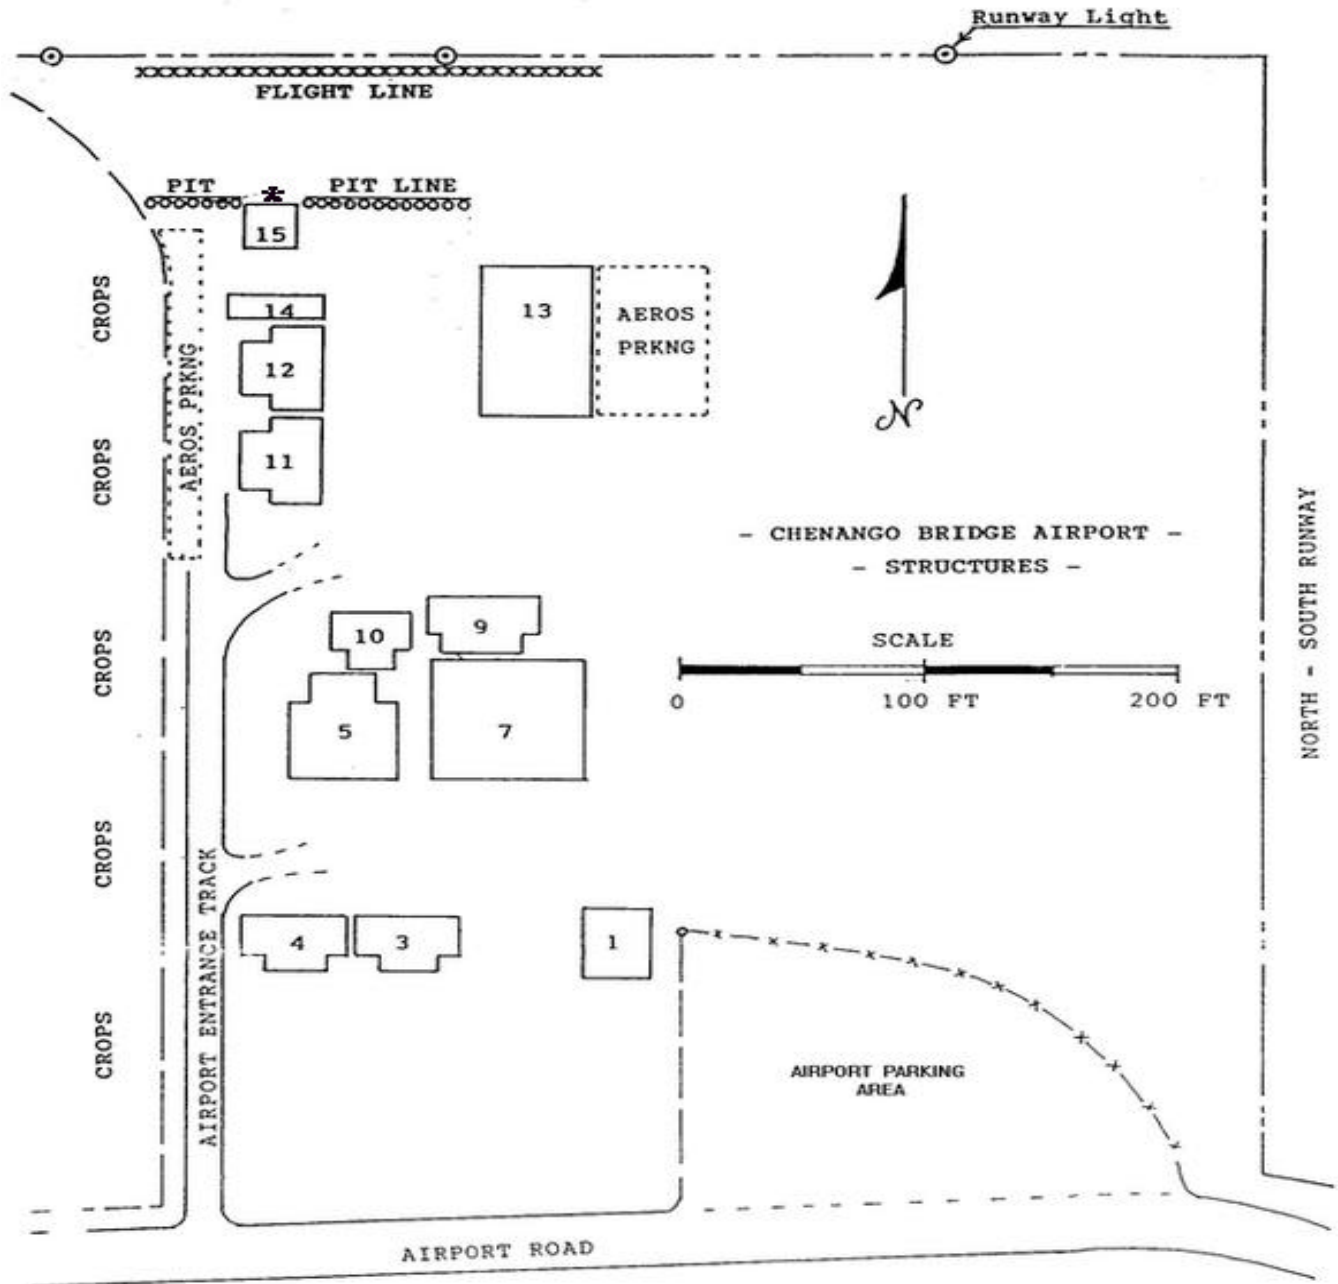 Runway Light
FLIGHT LINE
PIT
PIT LINE
15
14
13
AEROS
PRKNG
12
CROPS
AEROS PRKNG
N
11
CROPS
- CHENANGO BRIDGE AIRPORT -
- STRUCTURES -
NORTH - SOUTH RUNWAY
10
9
SCALE
CROPS
0
100 FT
200 FT
5
7
CROPS
AIRPORT ENTRANCE TRACK
4
3
1
CROPS
AIRPORT PARKING
AREA
AIRPORT ROAD